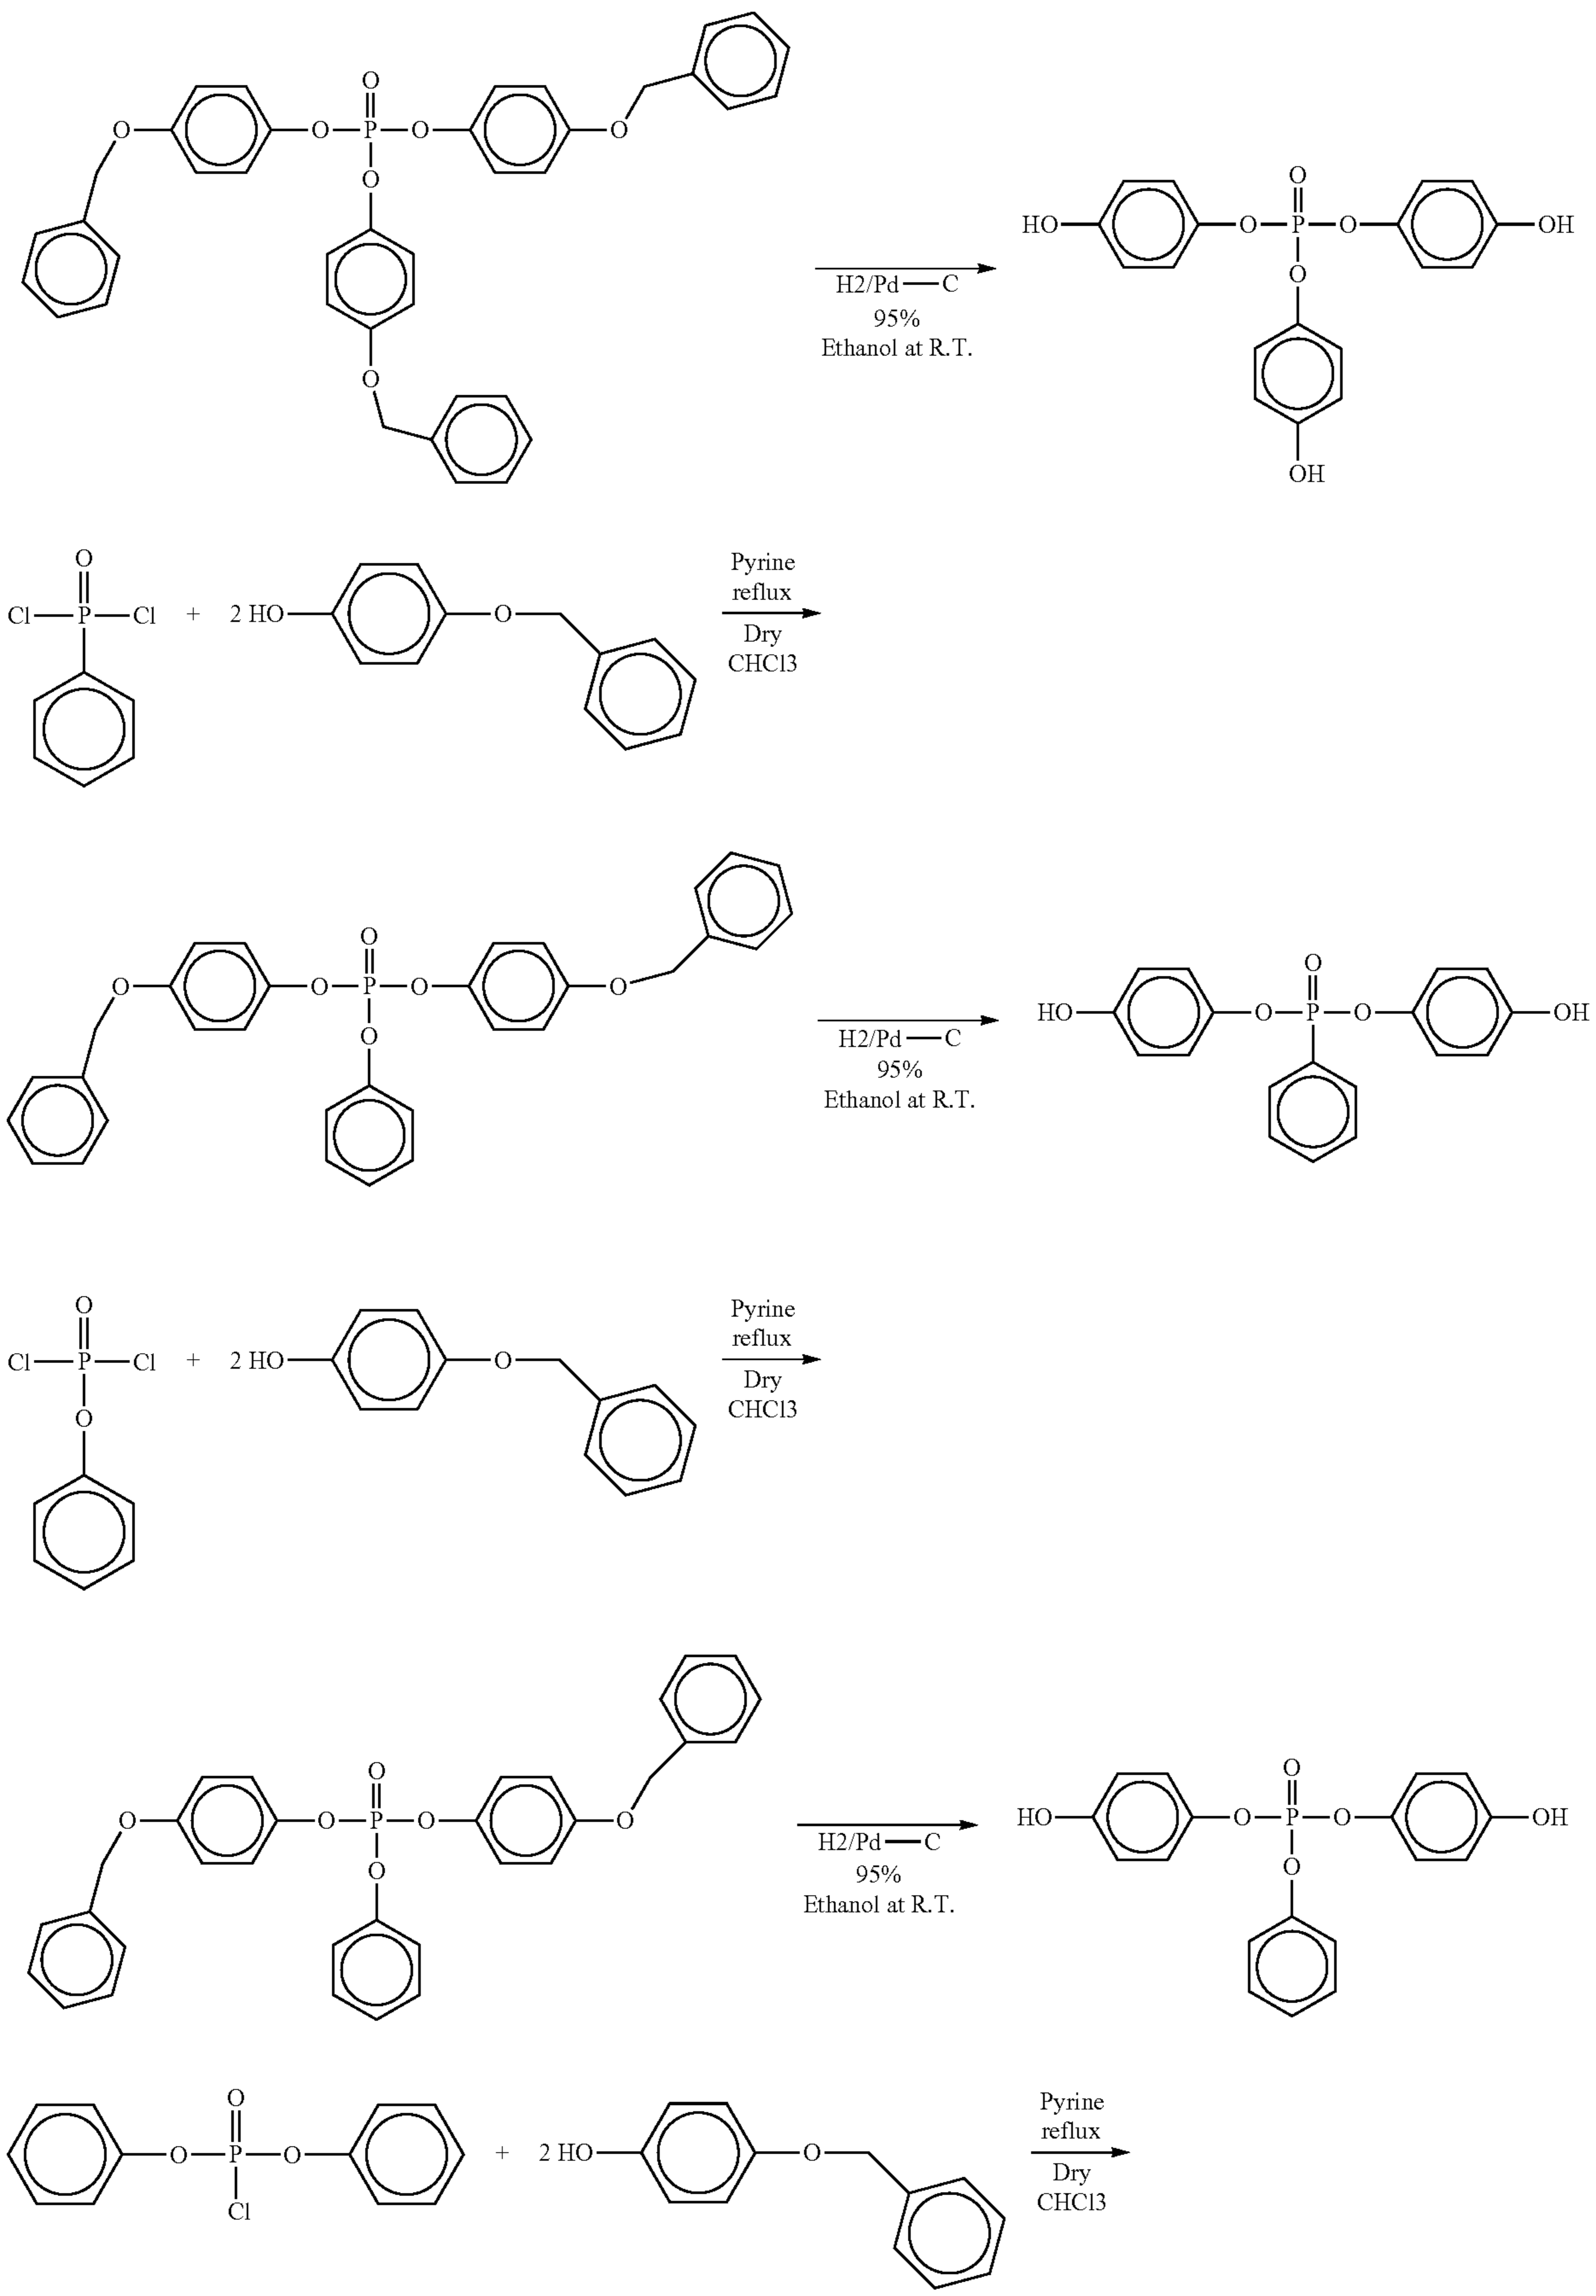 O
O
O
P
O
O
O
O
HO
O
P
O
OH
O
H2/Pd—C
95%
Ethanol at R.T.
O
OH
O
Cl
P
Cl
+
2 HO
O
Pyrine
reflux
Dry
CHCl3
O
O
O
P
O
O
O
H2/Pd—C
95%
Ethanol at R.T.
O
HO
O
P
O
OH
O
Cl
P
Cl
+
2 HO
O
O
Pyrine
reflux
Dry
CHCl3
O
O
O
P
O
O
O
H2/Pd—C
95%
Ethanol at R.T.
O
HO
O
P
O
OH
O
O
O
P
O
Cl
+
2 HO
O
Pyrine
reflux
Dry
CHCl3